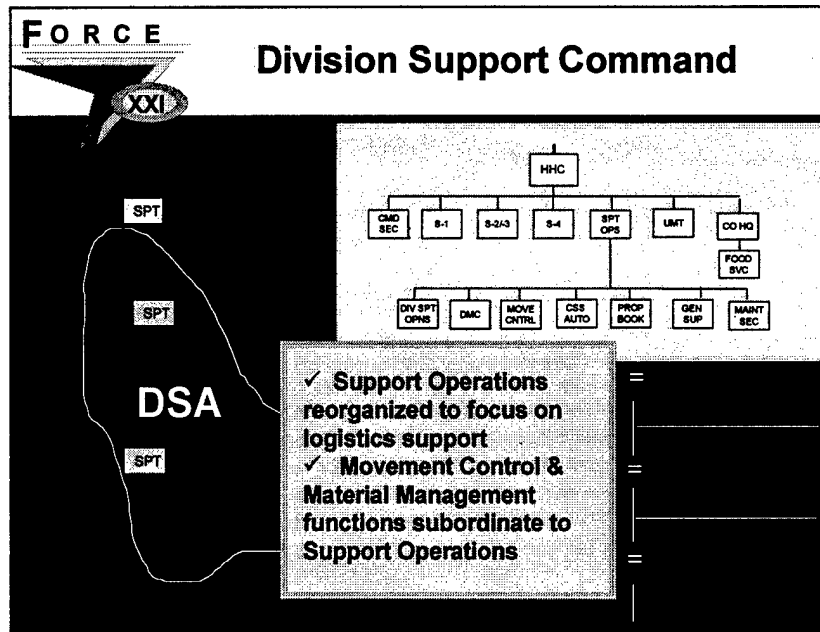 FORCE
XXI
Division Support Command
HHC
CMD SEC
S-1
S-2/-3
S-4
SPT OPS
UMT
CO HQ
FOOD SVC
DIV SPT OPNS
DMC
MOVE CNTRL
CSS AUTO
PROP BOOK
GEN SUP
MAINT SEC
SPT
SPT
DSA
SPT
✓ Support Operations
reorganized to focus on
logistics support
✓ Movement Control &
Material Management
functions subordinate to
Support Operations
=
=
=